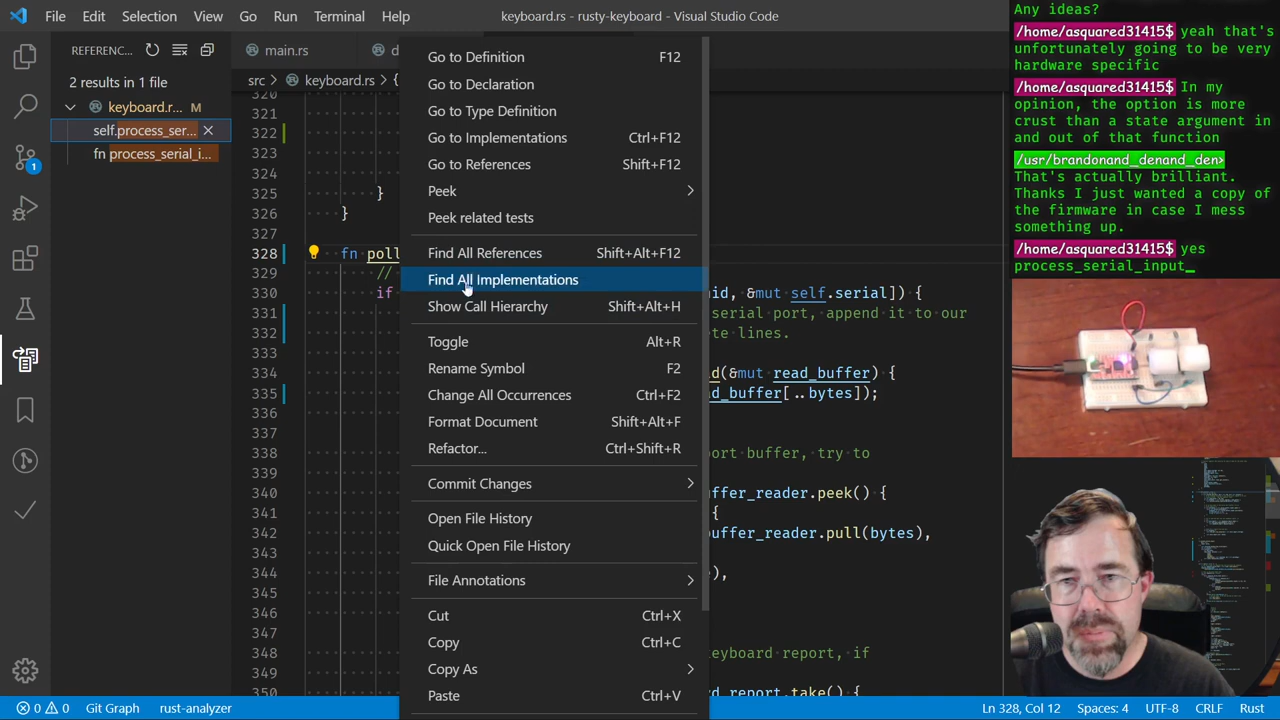 File Edit Selection View Go Run Terminal Help
keyboard.rs - rusty-keyboard - Visual Studio Code
REFERENC...
2 results in 1 file
keyboard.r... M
self.process_ser...
fn process_serial_i...
1
main.rs
src > keyboard.rs > {
320
322
323
324
325 }
326 }
327
328 fn poll
329 //
330 if
331
332
333
334
335
336
337
338
339
340
341
342
343
344
345
346
347
348
349
350
&mut self.serial]) {
serial port, append it to our
te lines.
(&mut read_buffer) {
d_buffer[..bytes]);
port buffer, try to
uffer_reader.peek() {
{
uffer_reader.pull(bytes),
),
board report, if
rd_report.take() {
Go to Definition F12
Go to Declaration
Go to Type Definition
Go to Implementations Ctrl+F12
Go to References Shift+F12
Peek
Peek related tests
Find All References Shift+Alt+F12
Find All Implementations
Show Call Hierarchy Shift+Alt+H
Toggle Alt+R
Rename Symbol F2
Change All Occurrences Ctrl+F2
Format Document Shift+Alt+F
Refactor... Ctrl+Shift+R
Commit Changes
Open File History
Quick Open File History
File Annotations
Cut Ctrl+X
Copy Ctrl+C
Copy As
Paste Ctrl+V
Any ideas?
/home/asquared31415$ yeah that's
unfortunately going to be very
hardware specific
/home/asquared31415$ In my
opinion, the option is more
crust than a state argument in
and out of that function
/usr/brandonand_denand_den>
That's actually brilliant.
Thanks I just wanted a copy of
the firmware in case I mess
something up.
/home/asquared31415$ yes
process_serial_input_
0 0 Git Graph rust-analyzer
Ln 328, Col 12 Spaces: 4 UTF-8 CRLF Rust